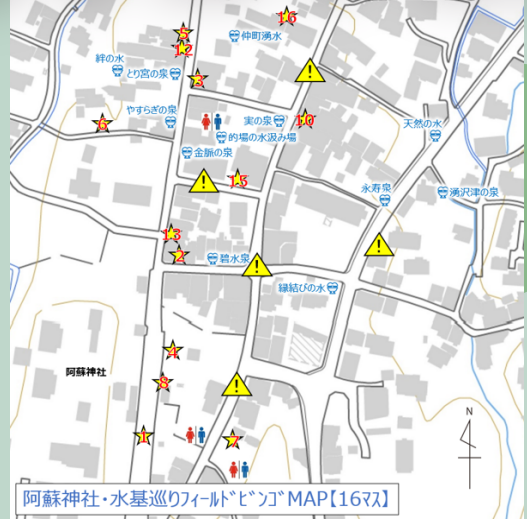 16
5
仲町湧水
12
絆の水
とり宮の泉
3
!
やすらぎの泉
実の泉
10
天然の水
6
的場の水汲み場
金脈の泉
!
15
永寿泉
湧沢津の泉
13
!
2
碧水泉
!
縁結びの水
4
阿蘇神社
8
!
N
1
7
阿蘇神社・水基巡りフィールドビンゴMAP【16マス】